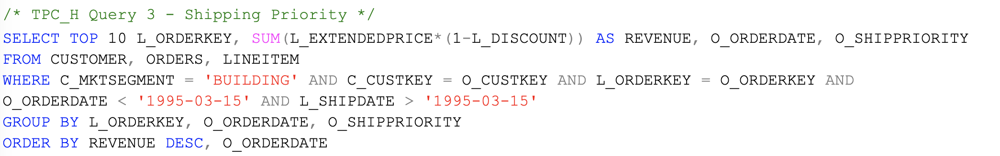 /* TPC_H Query 3 - Shipping Priority */
SELECT TOP 10 L_ORDERKEY, SUM(L_EXTENDEDPRICE*(1-L_DISCOUNT)) AS REVENUE, O_ORDERDATE, O_SHIPPRIORITY
FROM CUSTOMER, ORDERS, LINEITEM
WHERE C_MKTSEGMENT = 'BUILDING' AND C_CUSTKEY = O_CUSTKEY AND L_ORDERKEY = O_ORDERKEY AND
O_ORDERDATE < '1995-03-15' AND L_SHIPDATE > '1995-03-15'
GROUP BY L_ORDERKEY, O_ORDERDATE, O_SHIPPRIORITY
ORDER BY REVENUE DESC, O_ORDERDATE